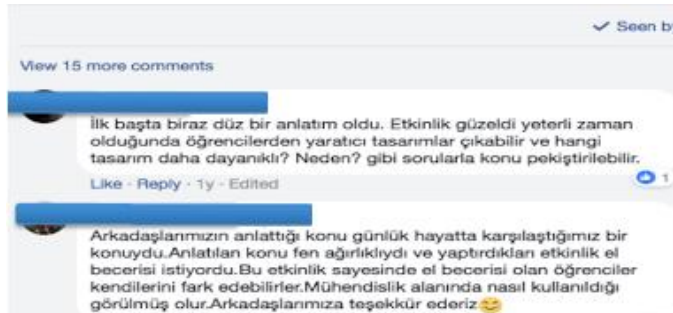 Seen by
View 15 more comments
İlk başta biraz düz bir anlatım oldu. Etkinlik güzeldi yeterli zaman
olduğunda öğrencilerden yaratıcı tasarımlar çıkabilir ve hangi
tasarım daha dayanıklı? Neden? gibi sorularla konu pekiştirilebilir.
Like · Reply · 1y · Edited
1
Arkadaşlarımızın anlattığı konu günlük hayatta karşılaştığımız bir
konuydu.Anlatılan konu fen ağırlıklıydı ve yaptırdıkları etkinlik el
becerisi istiyordu.Bu etkinlik sayesinde el becerisi olan öğrenciler
kendilerini fark edebilirler.Mühendislik alanında nasıl kullanıldığı
görülmüş olur.Arkadaşlarımıza teşekkür ederiz😊